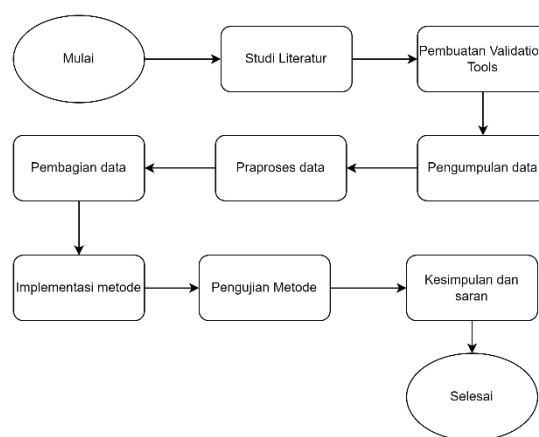 Mulai
Studi Literatur
Pembuatan Validatio
Tools
Pengumpulan data
Praproses data
Pembagian data
Implementasi metode
Pengujian Metode
Kesimpulan dan
saran
Selesai